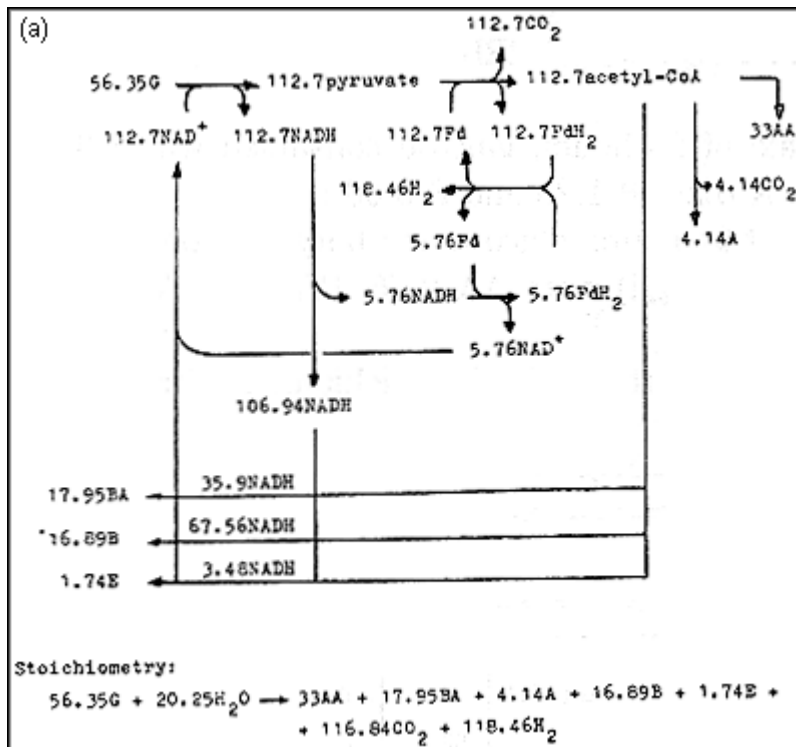 (a)
112.7CO2
56.35G 112.7pyruvate 112.7acetyl-CoA
112.7NAD+ 112.7NADH 112.7Fd 112.7FdH2 33AA
118.46H2 4.14CO2
5.76Fd 4.14A
5.76NADH 5.76FdH2
5.76NAD+
106.94NADH
35.9NADH
17.95BA
67.56NADH
16.89B
3.48NADH
1.74E
Stoichiometry:
56.35G + 20.25H2O → 33AA + 17.95BA + 4.14A + 16.89B + 1.74E +
+ 116.84CO2 + 118.46H2